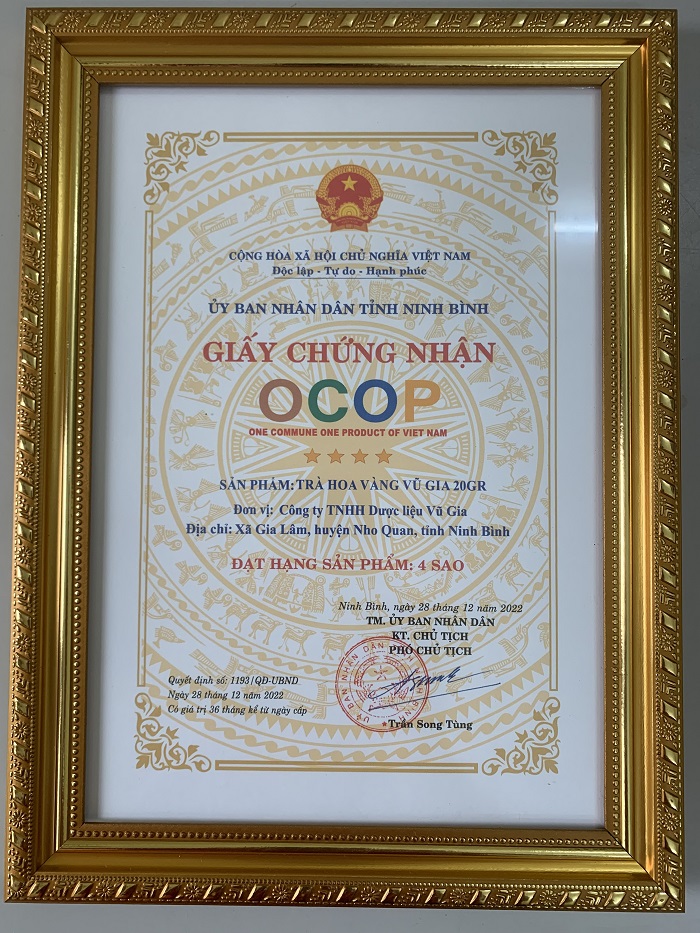 CỘNG HÒA XÃ HỘI CHỦ NGHĨA VIỆT NAM
Độc lập - Tự do - Hạnh phúc
ỦY BAN NHÂN DÂN TỈNH NINH BÌNH
GIẤY CHỨNG NHẬN
OCOP
ONE COMMUNE ONE PRODUCT OF VIET NAM
SẢN PHẨM: TRÀ HOA VÀNG VŨ GIA 20GR
Đơn vị: Công ty TNHH Dược liệu Vũ Gia
Địa chỉ: Xã Gia Lâm, huyện Nho Quan, tỉnh Ninh Bình
ĐẠT HẠNG SẢN PHẨM: 4 SAO
Ninh Bình, ngày 28 tháng 12 năm 2022
TM. ỦY BAN NHÂN DÂN
KT. CHỦ TỊCH
PHÓ CHỦ TỊCH
Quyết định số: 1193/QĐ-UBND
Ngày 28 tháng 12 năm 2022
Có giá trị 36 tháng kể từ ngày cấp
Trần Song Tùng